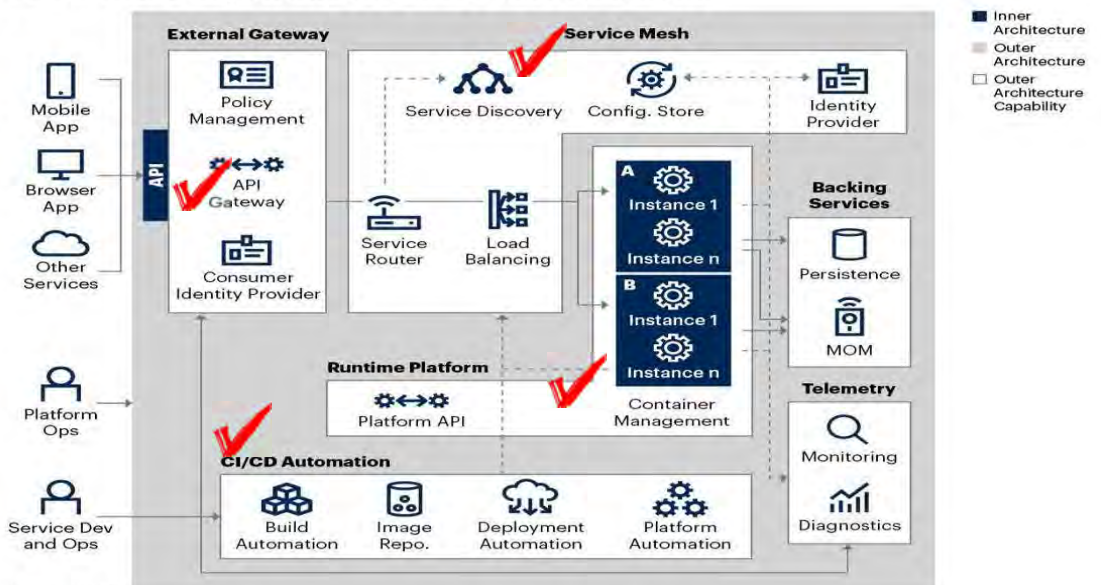 External Gateway
Service Mesh
Inner
Architecture
Outer
Architecture
Outer
Architecture
Capability
Mobile
App
Browser
App
Other
Services
API
Policy
Management
API
Gateway
Consumer
Identity Provider
Service Discovery
Config. Store
Identity
Provider
Service
Router
Load
Balancing
A
Instance 1
Instance n
B
Instance 1
Instance n
Backing
Services
Persistence
MOM
Runtime Platform
Platform API
Container
Management
Telemetry
Monitoring
Diagnostics
Platform
Ops
Service Dev
and Ops
CI/CD Automation
Build
Automation
Image
Repo.
Deployment
Automation
Platform
Automation